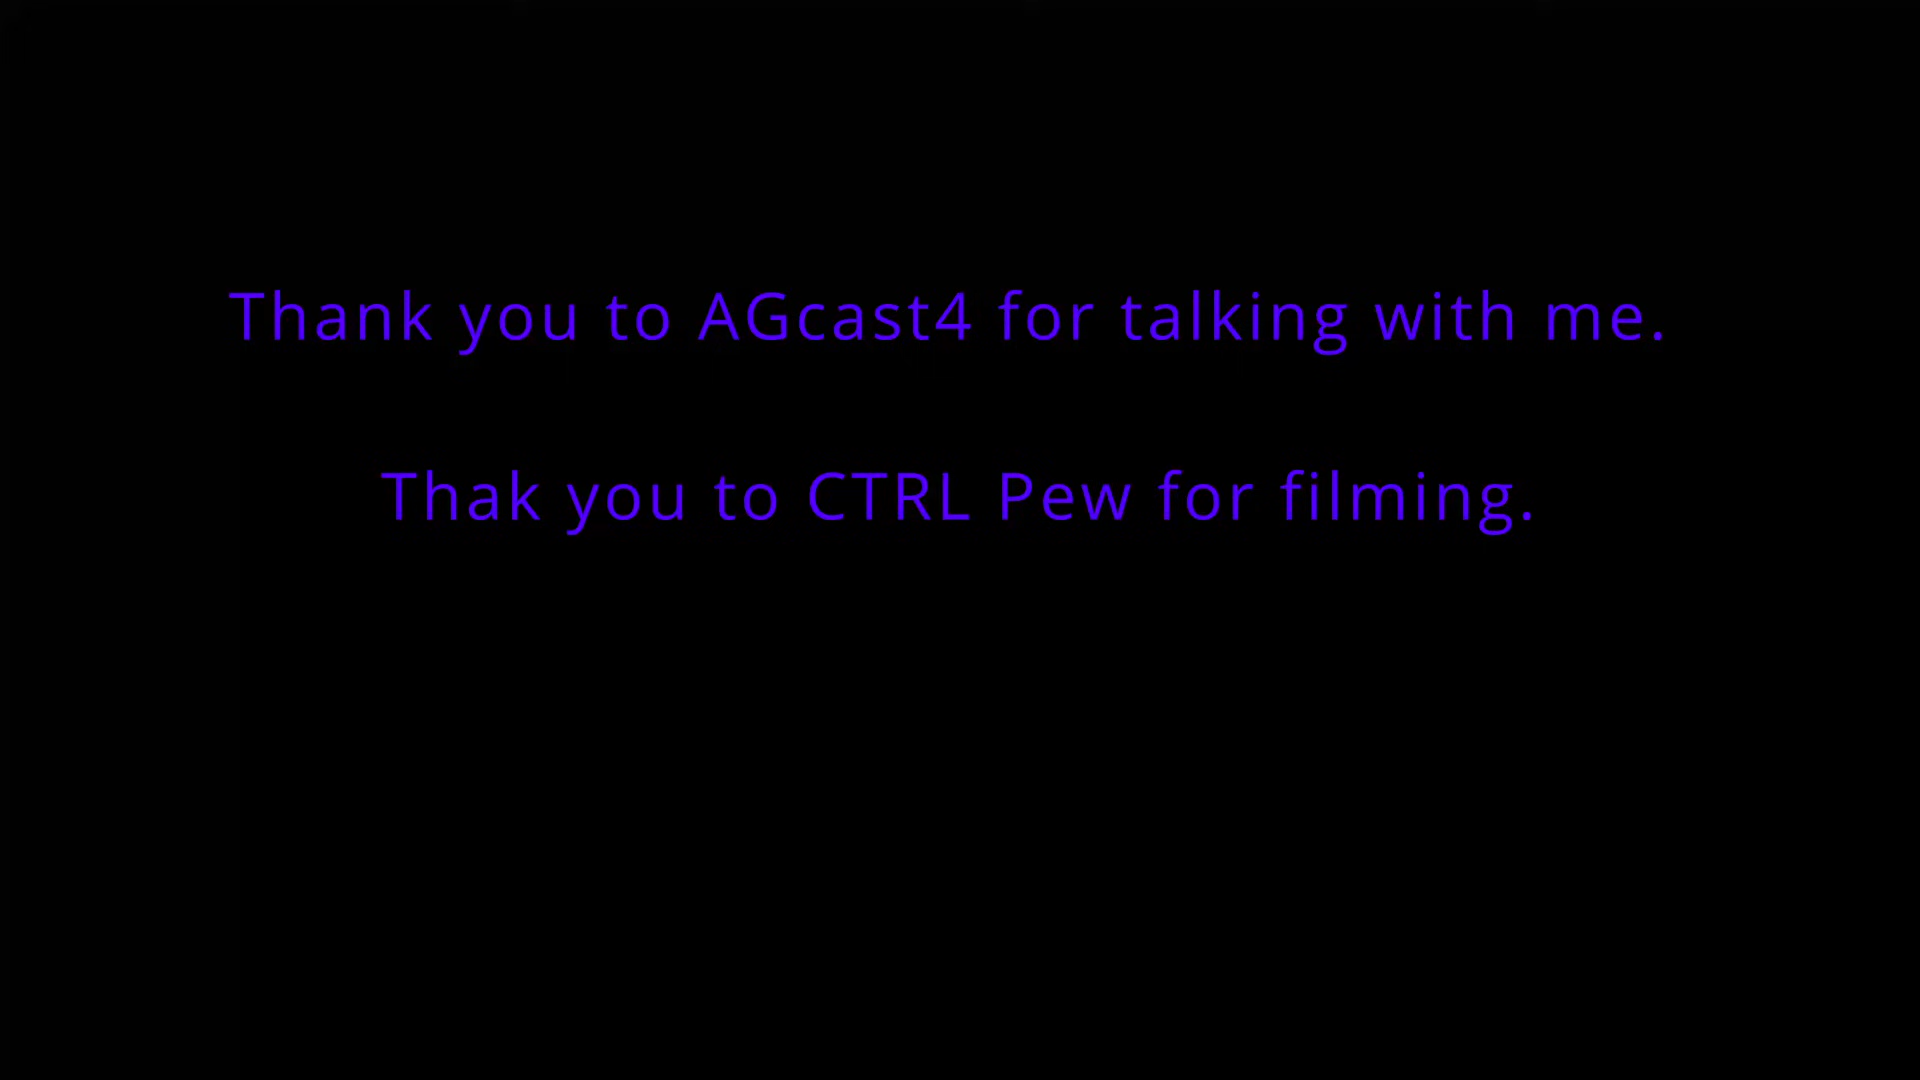 Thank you to AGcast4 for talking with me.
Thak you to CTRL Pew for filming.